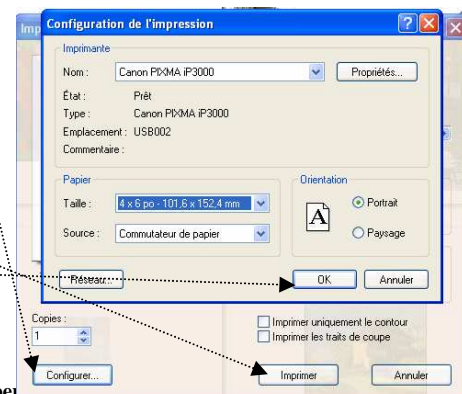 Imp
Configuration de l'impression
Imprimante
Nom : Canon PIXMA iP3000 Propriétés...
État : Prêt
Type : Canon PIXMA iP3000
Emplacement : USB002
Commentaire :
Papier
Taille : 4 x 6 po - 101,6 x 152,4 mm
Source : Commutateur de papier
Orientation
A
Portrait
Paysage
Réseau... OK Annuler
Copies :
1
Imprimer uniquement le contour
Imprimer les traits de coupe
Configurer... Imprimer Annuler